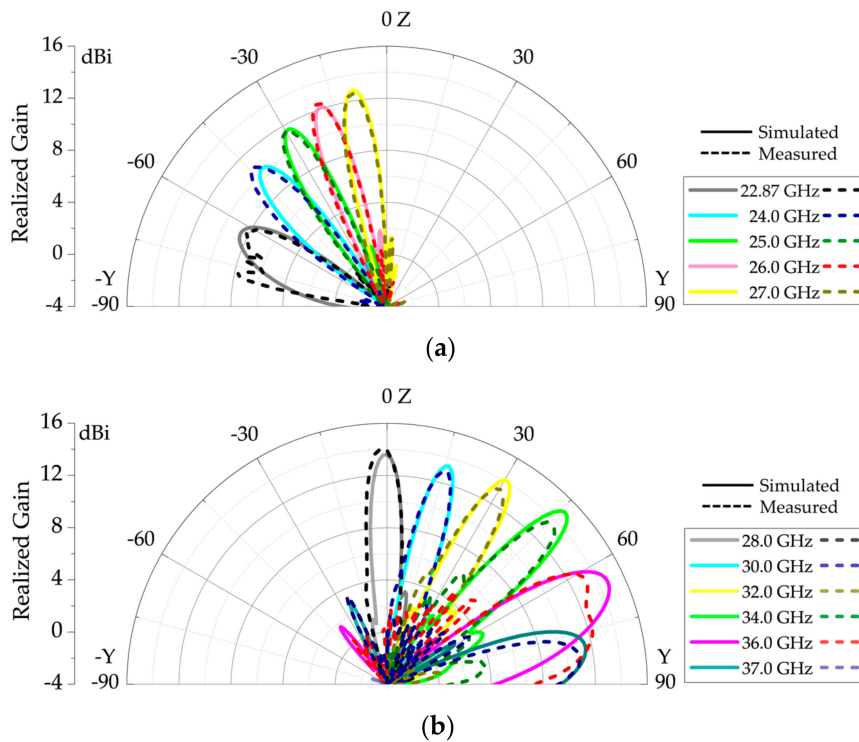 0 Z
16
dBi
-30
30
12
-60
60
8
4
0
-Y
Y
-4
-90
90
Realized Gain
Simulated
Measured
22.87 GHz
24.0 GHz
25.0 GHz
26.0 GHz
27.0 GHz
(a)
0 Z
16
dBi
-30
30
12
-60
60
8
4
0
-Y
Y
-4
-90
90
Realized Gain
Simulated
Measured
28.0 GHz
30.0 GHz
32.0 GHz
34.0 GHz
36.0 GHz
37.0 GHz
(b)